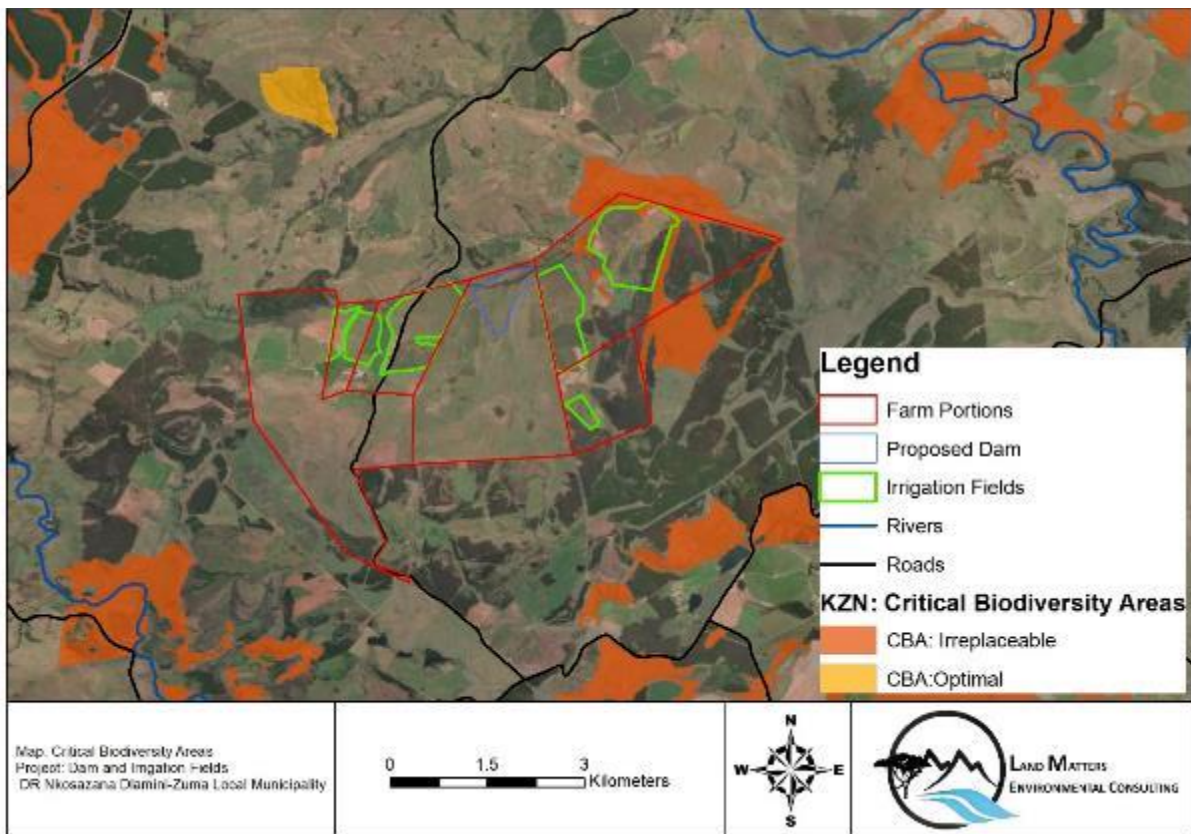 Legend
Farm Portions
Proposed Dam
Irrigation Fields
Rivers
Roads
KZN: Critical Biodiversity Areas
CBA: Irreplaceable
CBA:Optimal
Map: Critical Biodiversity Areas
Project: Dam and Irrigation Fields
DR Nkosazana Dlamini-Zuma Local Municipality
0 1.5 3
Kilometers
N
W E
S
LAND MATTERS
ENVIRONMENTAL CONSULTING